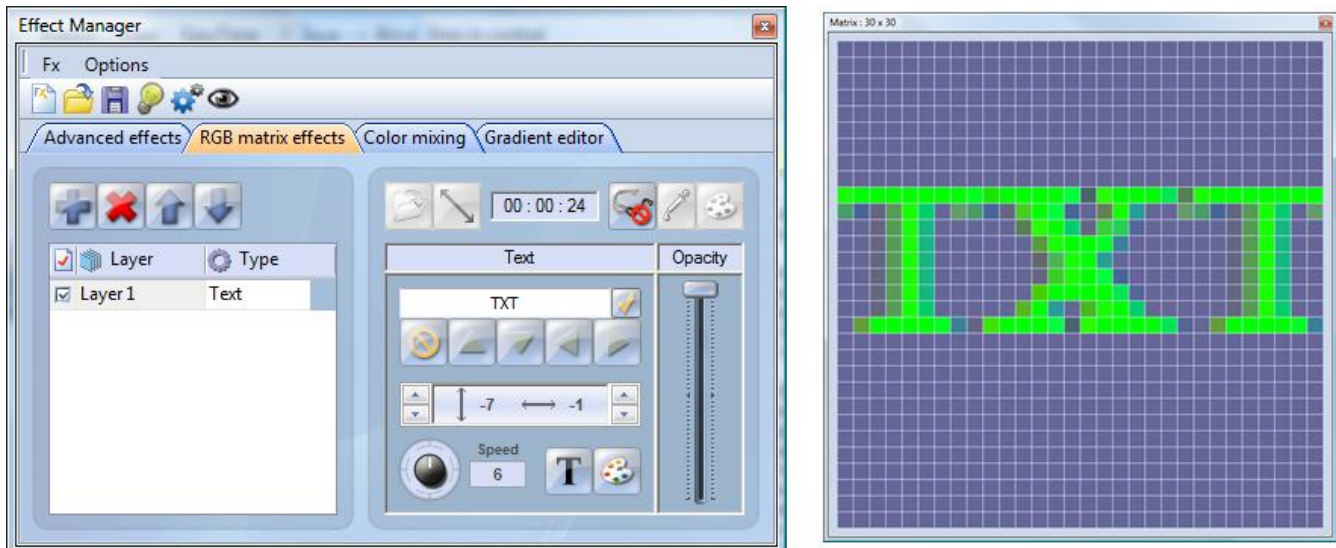 Effect Manager
Fx Options
Advanced effects RGB matrix effects Color mixing Gradient editor
00 : 00 : 24
Layer Type
Layer 1 Text
Text Opacity
TXT
-7 -1
Speed
6
T
Matrix : 30 x 30
TXT